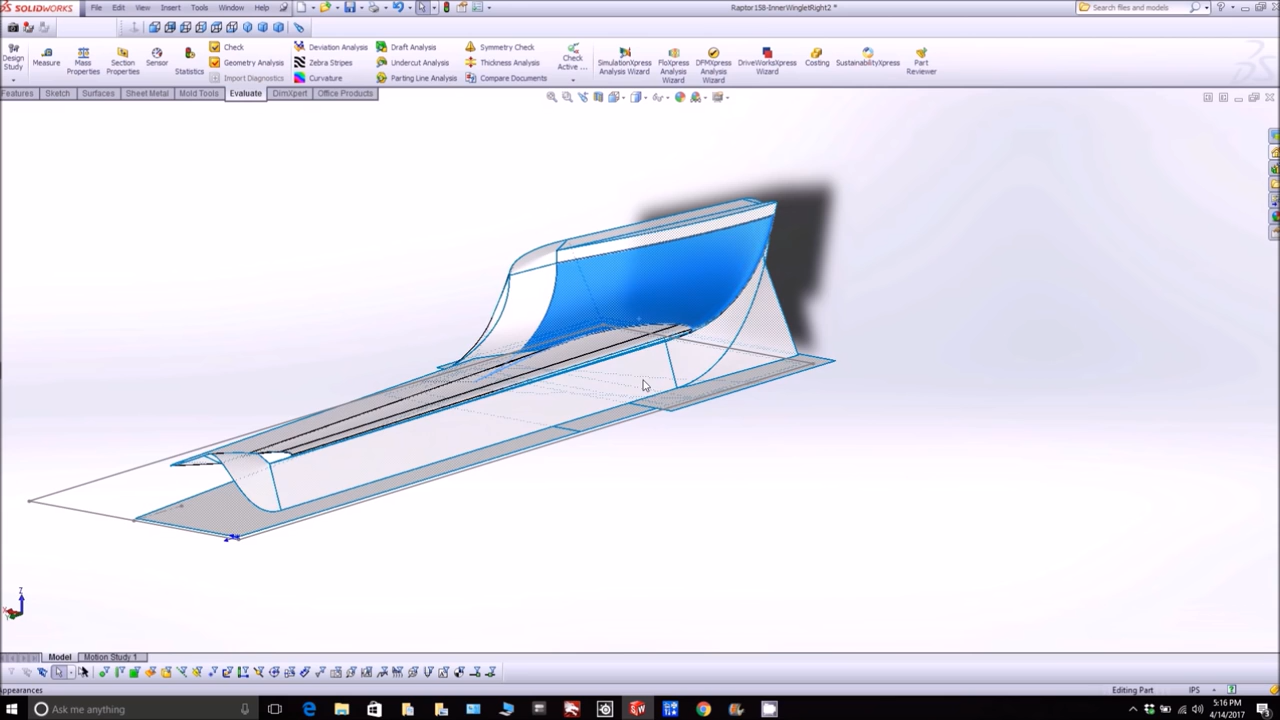 SOLIDWORKS File Edit View Insert Tools Window Help Raptor158-InnerWingletRight2 * Search files and models
Design Study
Measure
Mass Properties
Section Properties
Sensor
Statistics
Check
Geometry Analysis
Import Diagnostics
Deviation Analysis
Zebra Stripes
Curvature
Draft Analysis
Undercut Analysis
Parting Line Analysis
Symmetry Check
Thickness Analysis
Compare Documents
Check Active ...
SimulationXpress Analysis Wizard
FloXpress Analysis Wizard
DFMXpress Analysis Wizard
DriveWorksXpress Wizard
Costing
SustainabilityXpress
Part Reviewer
Features Sketch Surfaces Sheet Metal Mold Tools Evaluate DimXpert Office Products
Z
X
Y
Model Motion Study 1
Appearances Editing Part IPS
Ask me anything 5:16 PM
4/14/2017